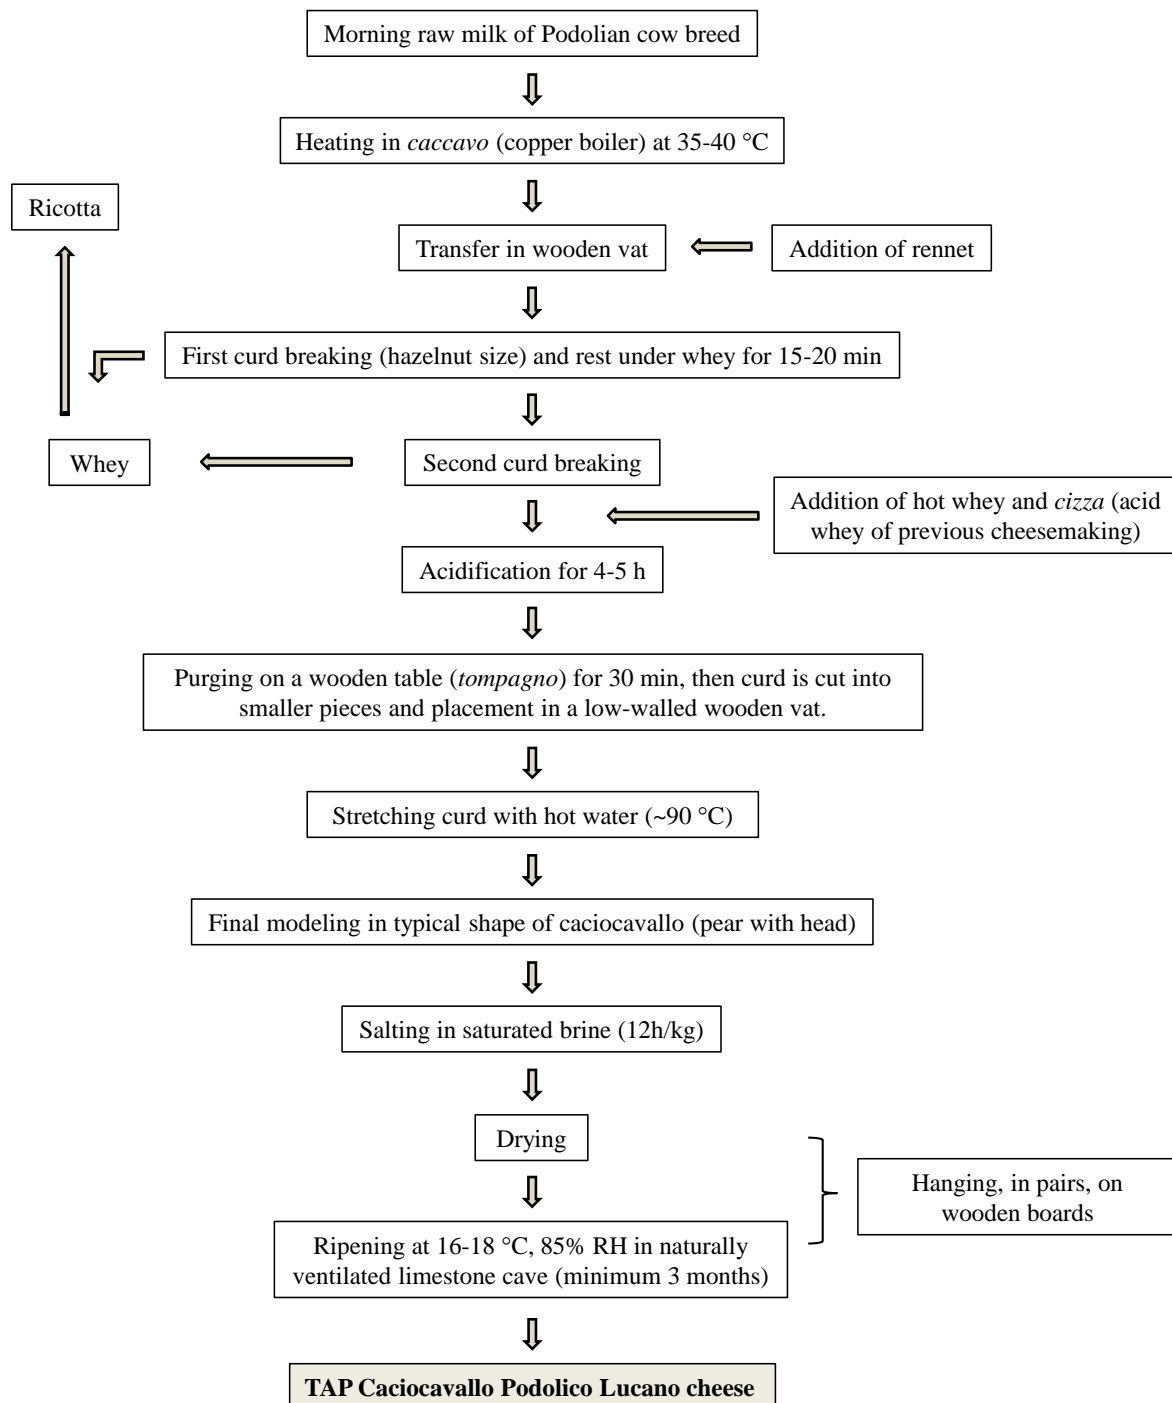 Morning raw milk of Podolian cow breed
Heating in caccavo (copper boiler) at 35-40 °C
Ricotta
Transfer in wooden vat
Addition of rennet
First curd breaking (hazelnut size) and rest under whey for 15-20 min
Whey
Second curd breaking
Addition of hot whey and cizza (acid
whey of previous cheesemaking)
Acidification for 4-5 h
Purging on a wooden table (tompagno) for 30 min, then curd is cut into
smaller pieces and placement in a low-walled wooden vat.
Stretching curd with hot water (~90 °C)
Final modeling in typical shape of caciocavallo (pear with head)
Salting in saturated brine (12h/kg)
Drying
Hanging, in pairs, on
wooden boards
Ripening at 16-18 °C, 85% RH in naturally
ventilated limestone cave (minimum 3 months)
TAP Caciocavallo Podolico Lucano cheese